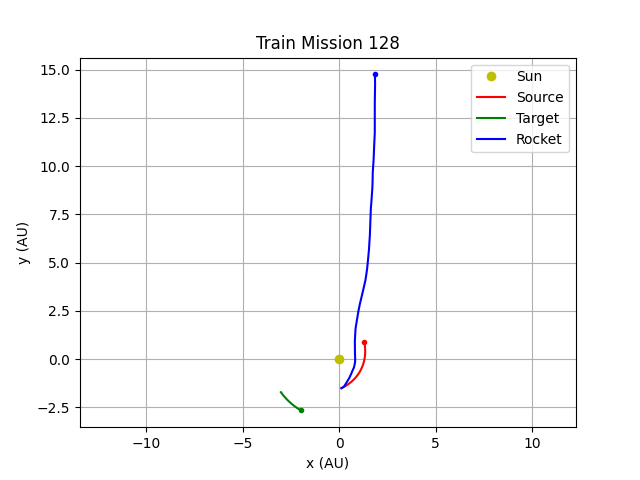 Train Mission 128
15.0
12.5
10.0
7.5
5.0
2.5
0.0
−2.5
y (AU)
−10
−5
0
5
10
x (AU)
Sun
Source
Target
Rocket